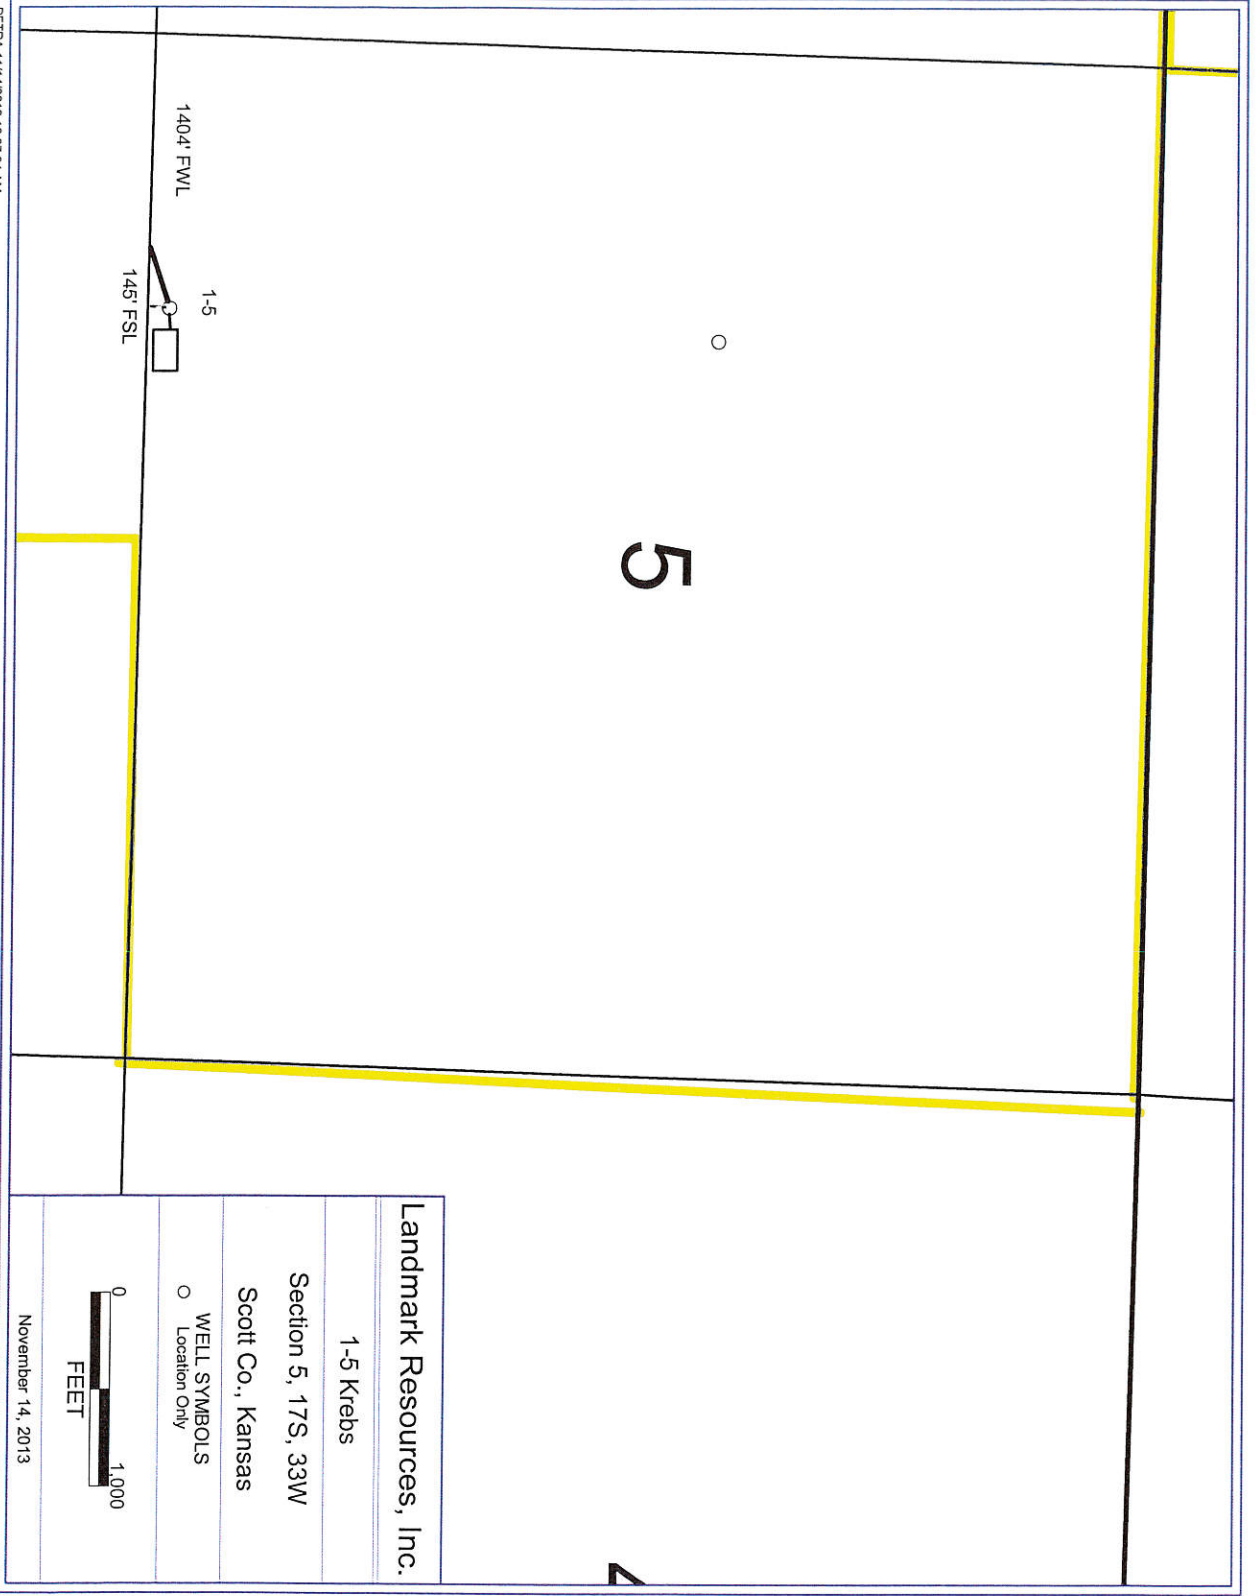 5
1-5
1404' FWL
145' FSL
4
Landmark Resources, Inc.
1-5 Krebs
Section 5, 17S, 33W
Scott Co., Kansas
WELL SYMBOLS
Location Only
0 1,000
FEET
November 14, 2013